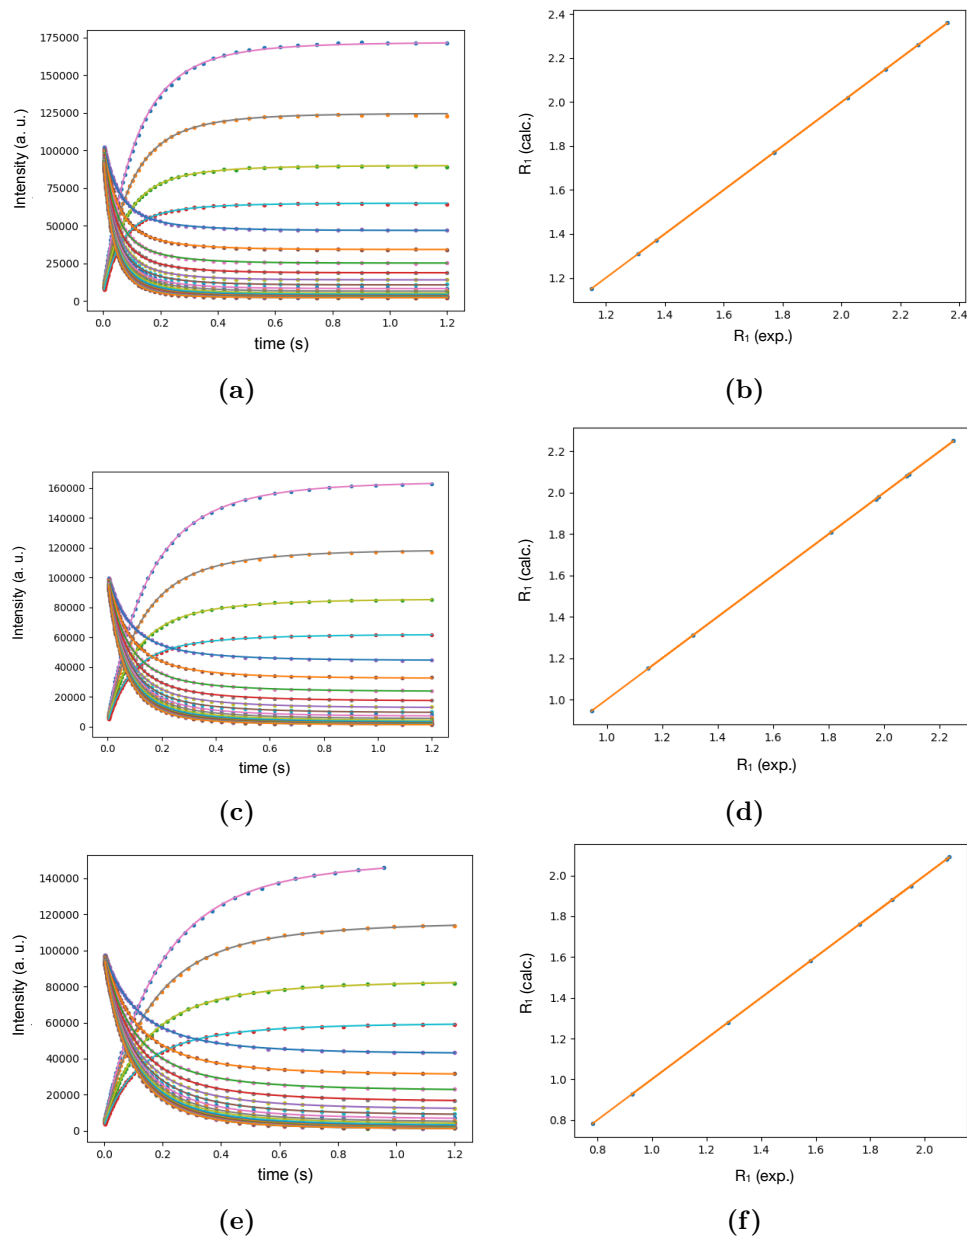 175000
150000
125000
100000
75000
50000
25000
0
Intensity (a. u.)
0.0 0.2 0.4 0.6 0.8 1.0 1.2
time (s)
(a)
2.4
2.2
2.0
1.8
1.6
1.4
1.2
R₁ (calc.)
1.2 1.4 1.6 1.8 2.0 2.2 2.4
R₁ (exp.)
(b)
160000
140000
120000
100000
80000
60000
40000
20000
0
Intensity (a. u.)
0.0 0.2 0.4 0.6 0.8 1.0 1.2
time (s)
(c)
2.2
2.0
1.8
1.6
1.4
1.2
1.0
R₁ (calc.)
1.0 1.2 1.4 1.6 1.8 2.0 2.2
R₁ (exp.)
(d)
140000
120000
100000
80000
60000
40000
20000
0
Intensity (a. u.)
0.0 0.2 0.4 0.6 0.8 1.0 1.2
time (s)
(e)
2.0
1.8
1.6
1.4
1.2
1.0
0.8
R₁ (calc.)
0.8 1.0 1.2 1.4 1.6 1.8 2.0
R₁ (exp.)
(f)